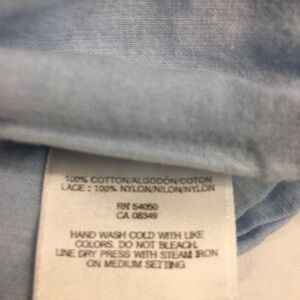 100% COTTON/ALGODON/COTON
LACE : 100% NYLON/NILON/NYLON
RN 54050
CA 08349
HAND WASH COLD WITH LIKE
COLORS. DO NOT BLEACH.
LINE DRY PRESS WITH STEAM IRON
ON MEDIUM SETTING